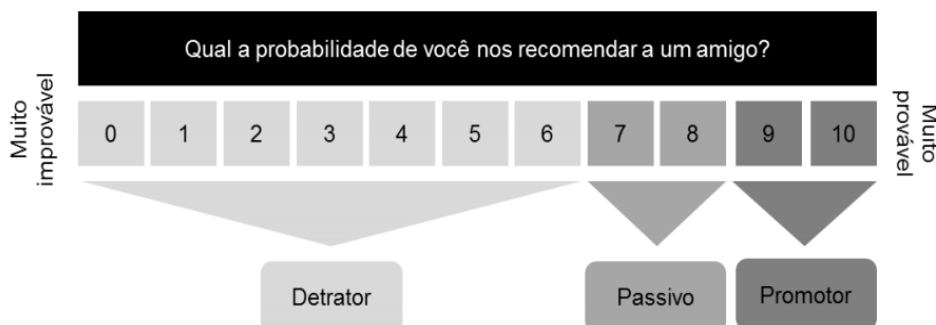 Qual a probabilidade de você nos recomendar a um amigo?
Muito
improvável
0 1 2 3 4 5 6 7 8 9 10
Muito
provável
Detrator Passivo Promotor